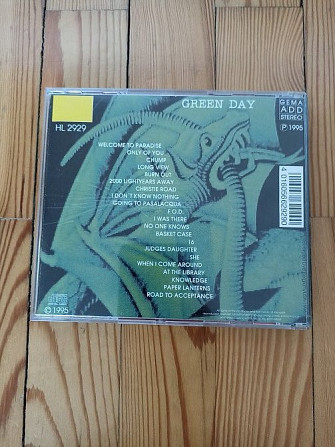 GREEN DAY
HL 2929
GEMA
ADD
STEREO
Ⓟ 1995
WELCOME TO PARADISE
ONLY OF YOU
CHUMP
LONG VIEW
BURN OUT
2000 LIGHTYEARS AWAY
CHRISTIE ROAD
I DON'T KNOW NOTHING
GOING TO PASALACQUA
F.O.D.
I WAS THERE
NO ONE KNOWS
BASKET CASE
16
JUDGES DAUGHTER
SHE
WHEN I COME AROUND
AT THE LIBRARY
KNOWLEDGE
PAPER LANTERNS
ROAD TO ACCEPTANCE
© 1995